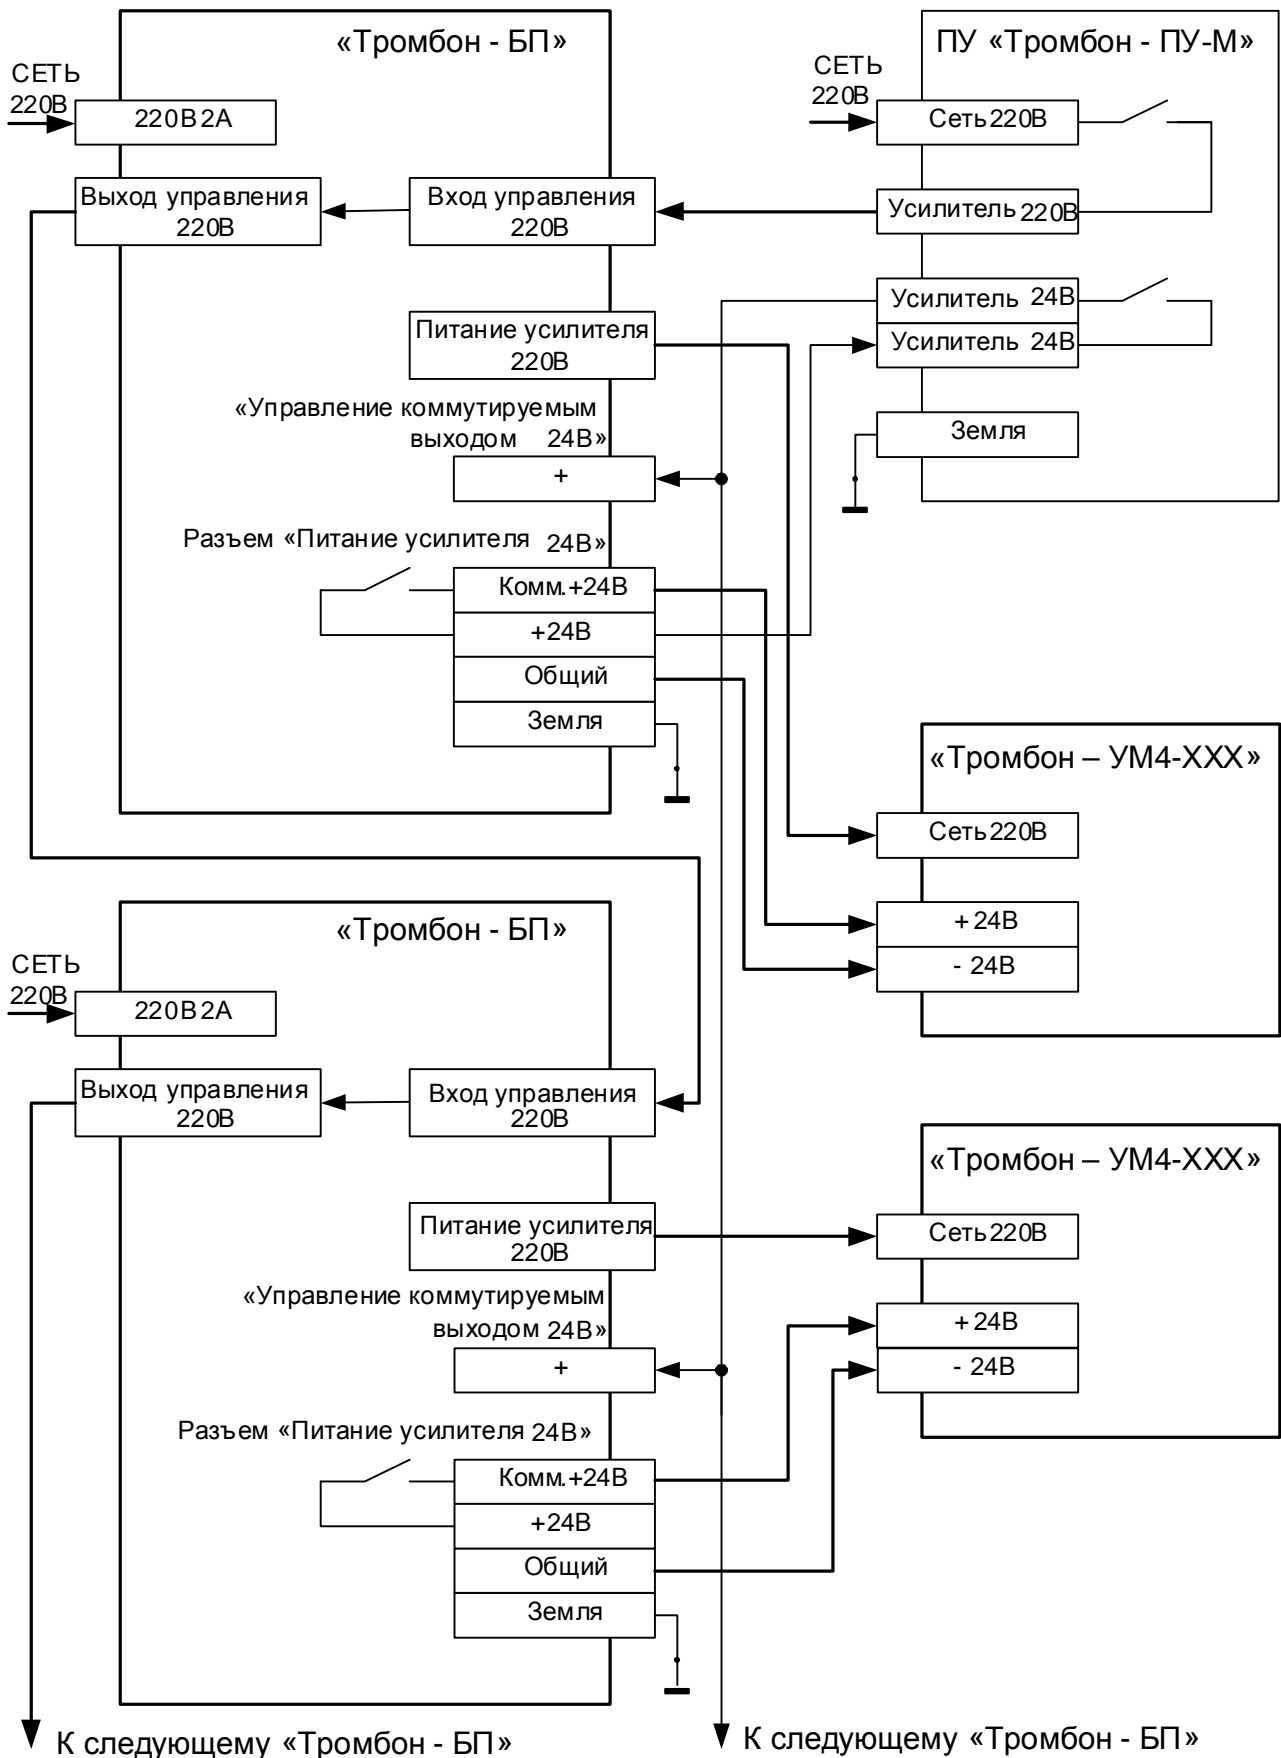 «Тромбон - БП»
СЕТЬ
220В
220В 2А
Выход управления
220В
Вход управления
220В
Питание усилителя
220В
«Управление коммутируемым
выходом 24В»
+
Разъем «Питание усилителя 24В»
Комм.+24В
+24В
Общий
Земля
ПУ «Тромбон - ПУ-М»
СЕТЬ
220В
Сеть 220В
Усилитель 220В
Усилитель 24В
Усилитель 24В
Земля
«Тромбон – УМ4-ХХХ»
Сеть 220В
+ 24В
- 24В
«Тромбон - БП»
СЕТЬ
220В
220В 2А
Выход управления
220В
Вход управления
220В
Питание усилителя
220В
«Управление коммутируемым
выходом 24В»
+
Разъем «Питание усилителя 24В»
Комм.+24В
+24В
Общий
Земля
«Тромбон – УМ4-ХХХ»
Сеть 220В
+ 24В
- 24В
К следующему «Тромбон - БП»
К следующему «Тромбон - БП»